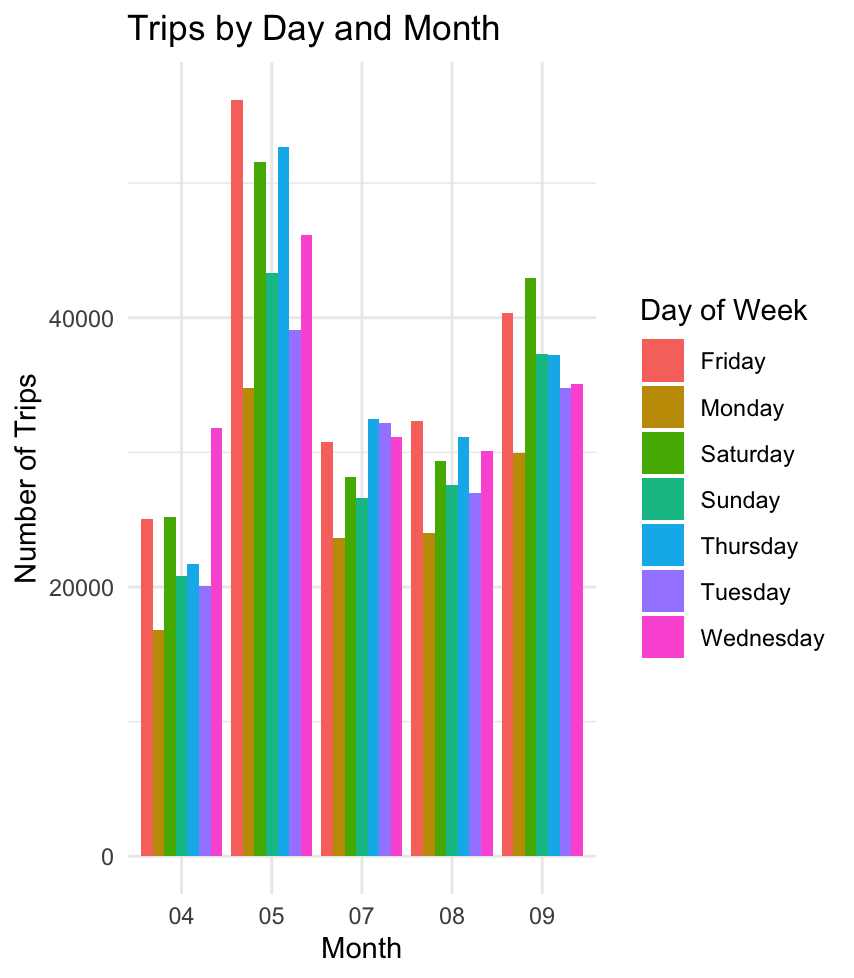 Trips by Day and Month
Number of Trips
40000
20000
0
04 05 07 08 09
Month
Day of Week
Friday
Monday
Saturday
Sunday
Thursday
Tuesday
Wednesday